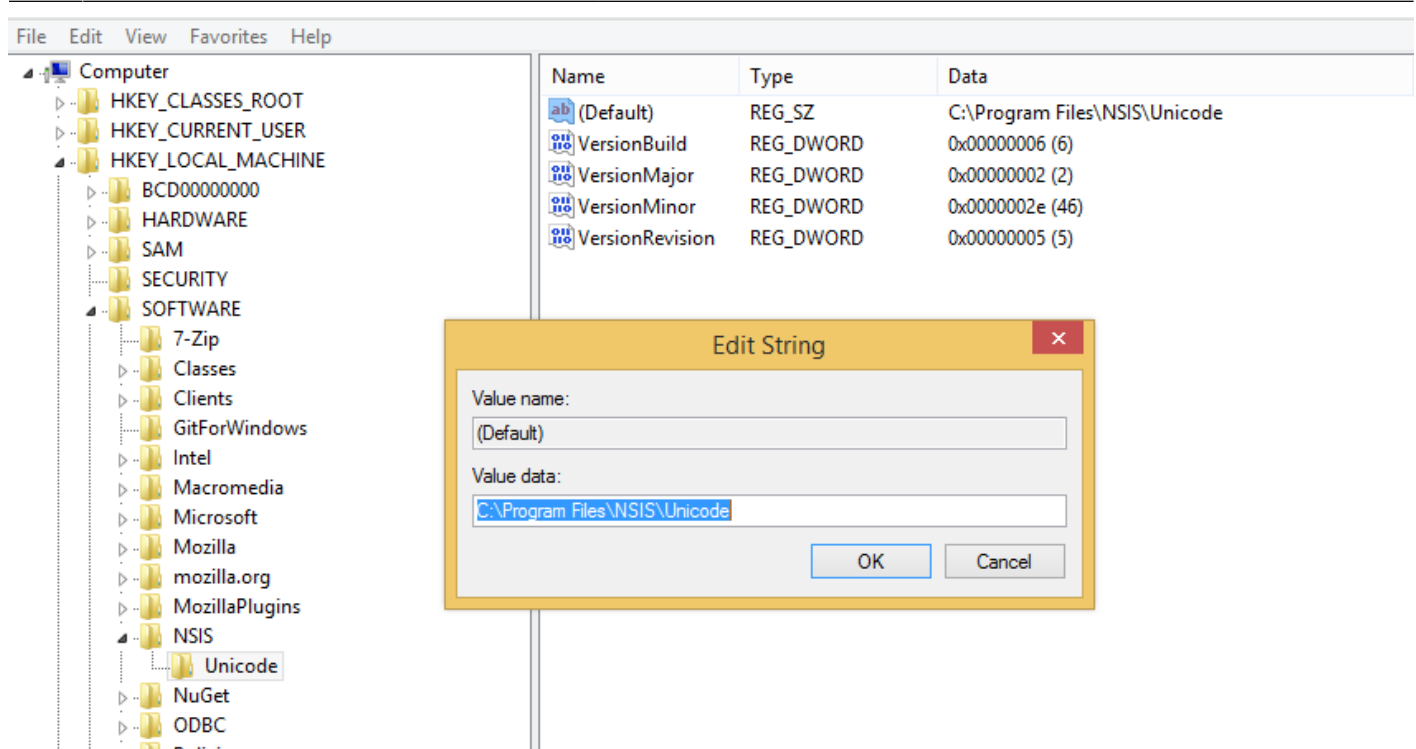 File Edit View Favorites Help
Computer
HKEY_CLASSES_ROOT
HKEY_CURRENT_USER
HKEY_LOCAL_MACHINE
BCD00000000
HARDWARE
SAM
SECURITY
SOFTWARE
7-Zip
Classes
Clients
GitForWindows
Intel
Macromedia
Microsoft
Mozilla
mozilla.org
MozillaPlugins
NSIS
Unicode
NuGet
ODBC
Name Type Data
(Default) REG_SZ C:\Program Files\NSIS\Unicode
VersionBuild REG_DWORD 0x00000006 (6)
VersionMajor REG_DWORD 0x00000002 (2)
VersionMinor REG_DWORD 0x0000002e (46)
VersionRevision REG_DWORD 0x00000005 (5)
Edit String
Value name:
(Default)
Value data:
C:\Program Files\NSIS\Unicode
OK Cancel